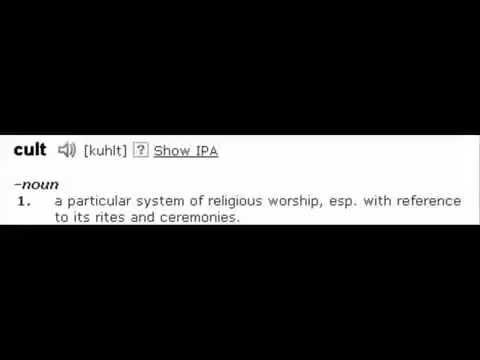 cult [kuhlt] ? Show IPA
–noun
1. a particular system of religious worship, esp. with reference
to its rites and ceremonies.